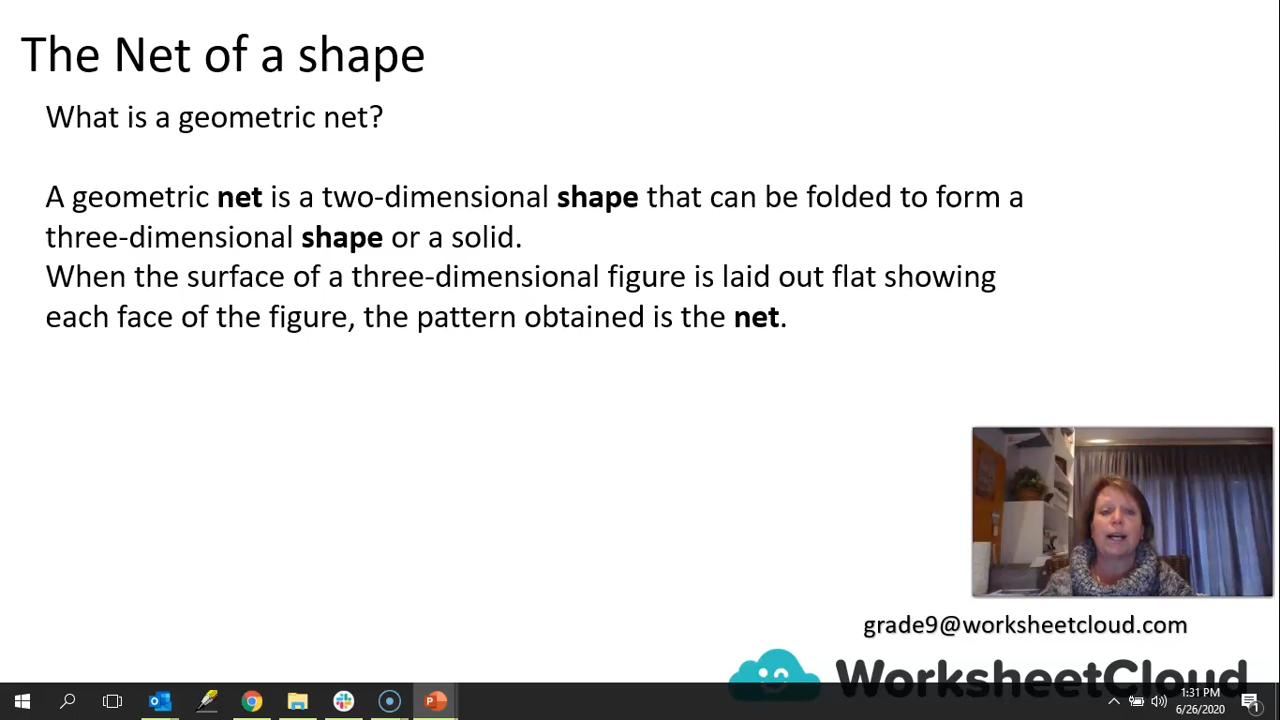 The Net of a shape
What is a geometric net?
A geometric net is a two-dimensional shape that can be folded to form a
three-dimensional shape or a solid.
When the surface of a three-dimensional figure is laid out flat showing
each face of the figure, the pattern obtained is the net.
grade9@worksheetcloud.com
WorksheetCloud
1:31 PM
6/26/2020
1